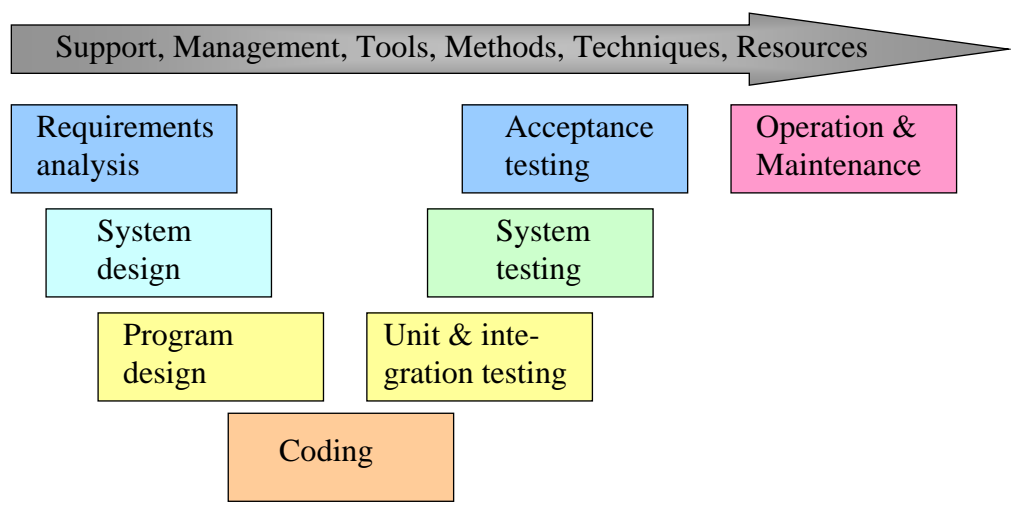 Support, Management, Tools, Methods, Techniques, Resources
Requirements
analysis
Acceptance
testing
Operation &
Maintenance
System
design
System
testing
Program
design
Unit & inte-
gration testing
Coding